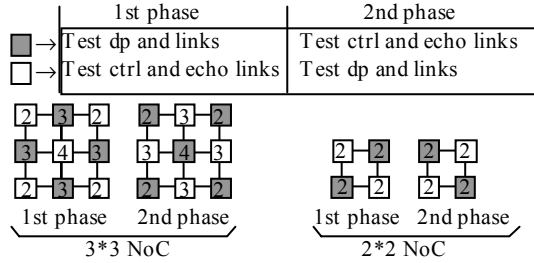 1st phase 2nd phase
→ Test dp and links Test ctrl and echo links
→ Test ctrl and echo links Test dp and links
2 3 2 2 3 2
3 4 3 3 4 3 2 2 2 2
2 3 2 2 3 2 2 2 2 2
1st phase 2nd phase 1st phase 2nd phase
3*3 NoC 2*2 NoC